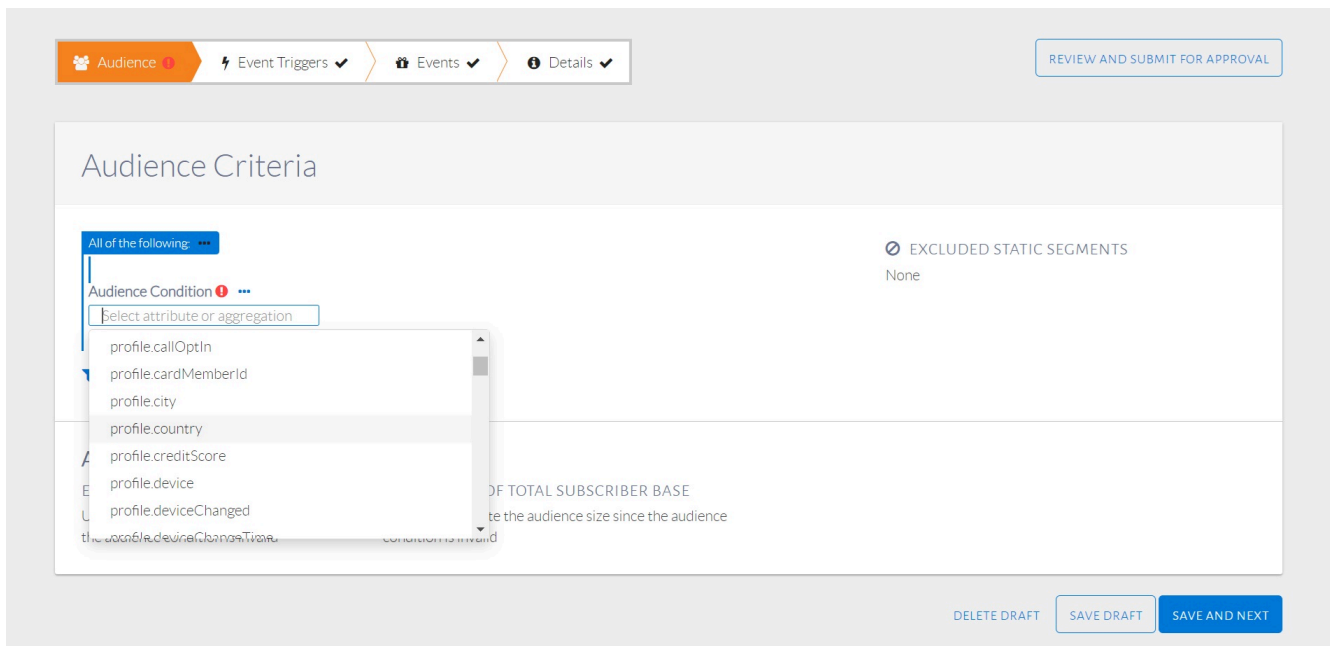 Audience
Event Triggers
Events
Details
REVIEW AND SUBMIT FOR APPROVAL
Audience Criteria
All of the following:
EXCLUDED STATIC SEGMENTS
None
Audience Condition
Select attribute or aggregation
profile.callOptIn
profile.cardMemberId
profile.city
profile.country
profile.creditScore
profile.device
profile.deviceChanged
profile.deviceChangeTime
OF TOTAL SUBSCRIBER BASE
the audience size since the audience
condition is invalid
DELETE DRAFT
SAVE DRAFT
SAVE AND NEXT